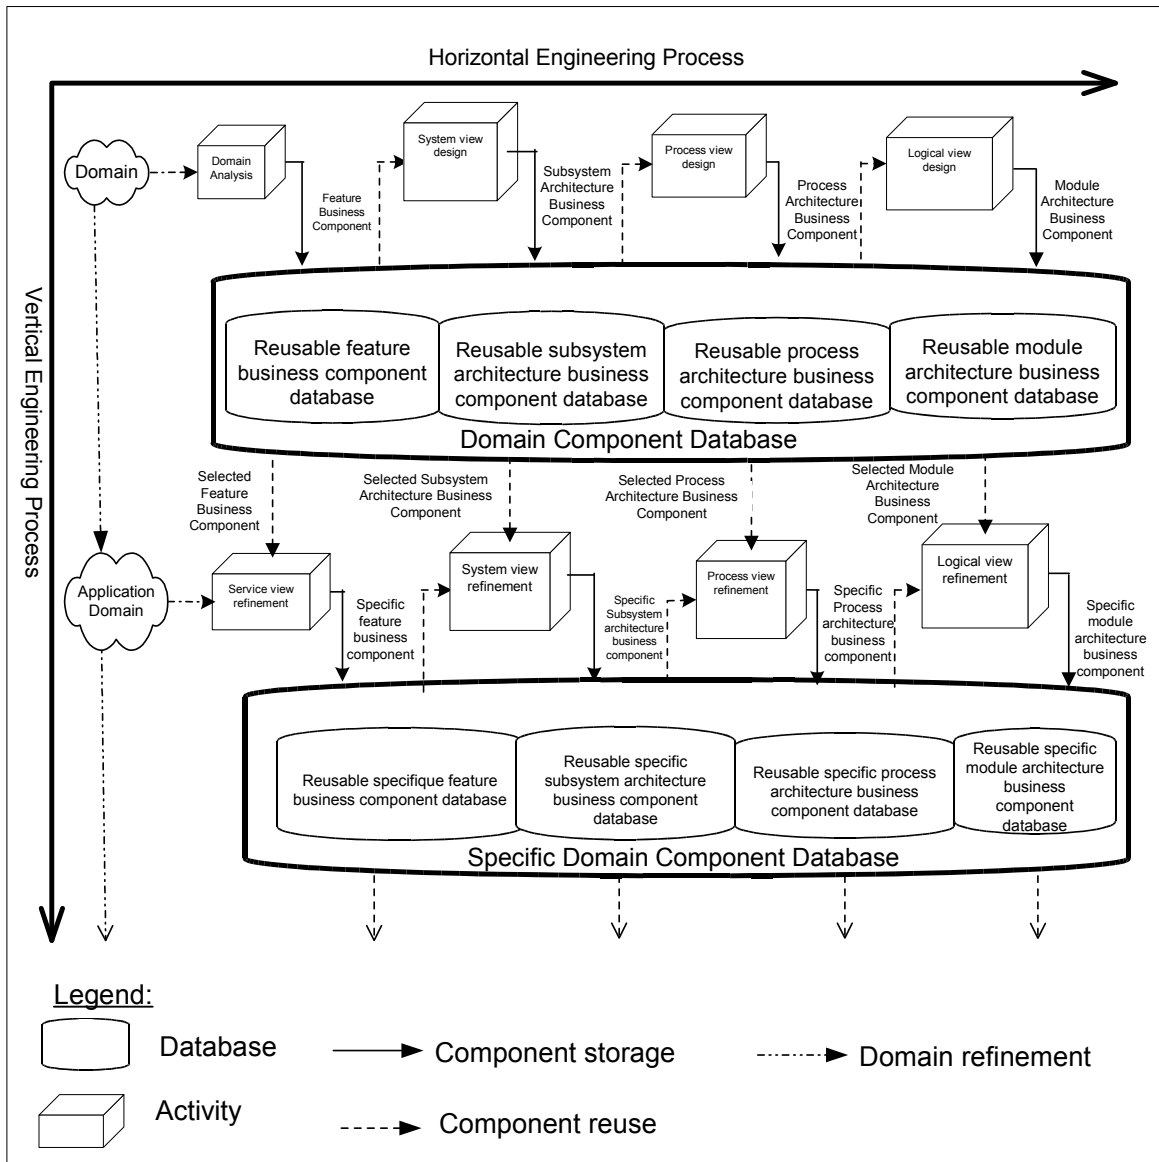 Horizontal Engineering Process
Vertical Engineering Process
Domain
Domain
Analysis
Feature
Business
Component
System view
design
Subsystem
Architecture
Business
Component
Process view
design
Process
Architecture
Business
Component
Logical view
design
Module
Architecture
Business
Component
Reusable feature
business component
database
Reusable subsystem
architecture business
component database
Reusable process
architecture business
component database
Reusable module
architecture business
component database
Domain Component Database
Selected
Feature
Business
Component
Selected Subsystem
Architecture Business
Component
Selected Process
Architecture Business
Component
Selected Module
Architecture
Business
Component
Application
Domain
Service view
refinement
Specific
feature
business
component
System view
refinement
Specific
Subsystem
architecture
business
component
Process view
refinement
Specific
Process
architecture
business
component
Logical view
refinement
Specific
module
architecture
business
component
Reusable specifique feature
business component database
Reusable specific
subsystem architecture
business component
database
Reusable specific process
architecture business
component database
Reusable specific
module architecture
business
component
database
Specific Domain Component Database
Legend:
Database
Component storage
Domain refinement
Activity
Component reuse